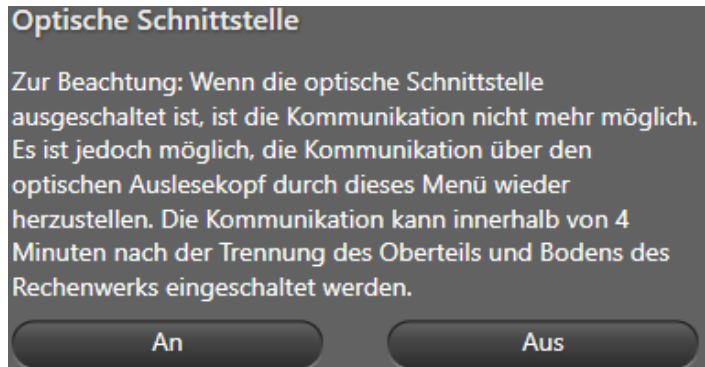 Optische Schnittstelle
Zur Beachtung: Wenn die optische Schnittstelle
ausgeschaltet ist, ist die Kommunikation nicht mehr möglich.
Es ist jedoch möglich, die Kommunikation über den
optischen Auslesekopf durch dieses Menü wieder
herzustellen. Die Kommunikation kann innerhalb von 4
Minuten nach der Trennung des Oberteils und Bodens des
Rechenwerks eingeschaltet werden.
An
Aus